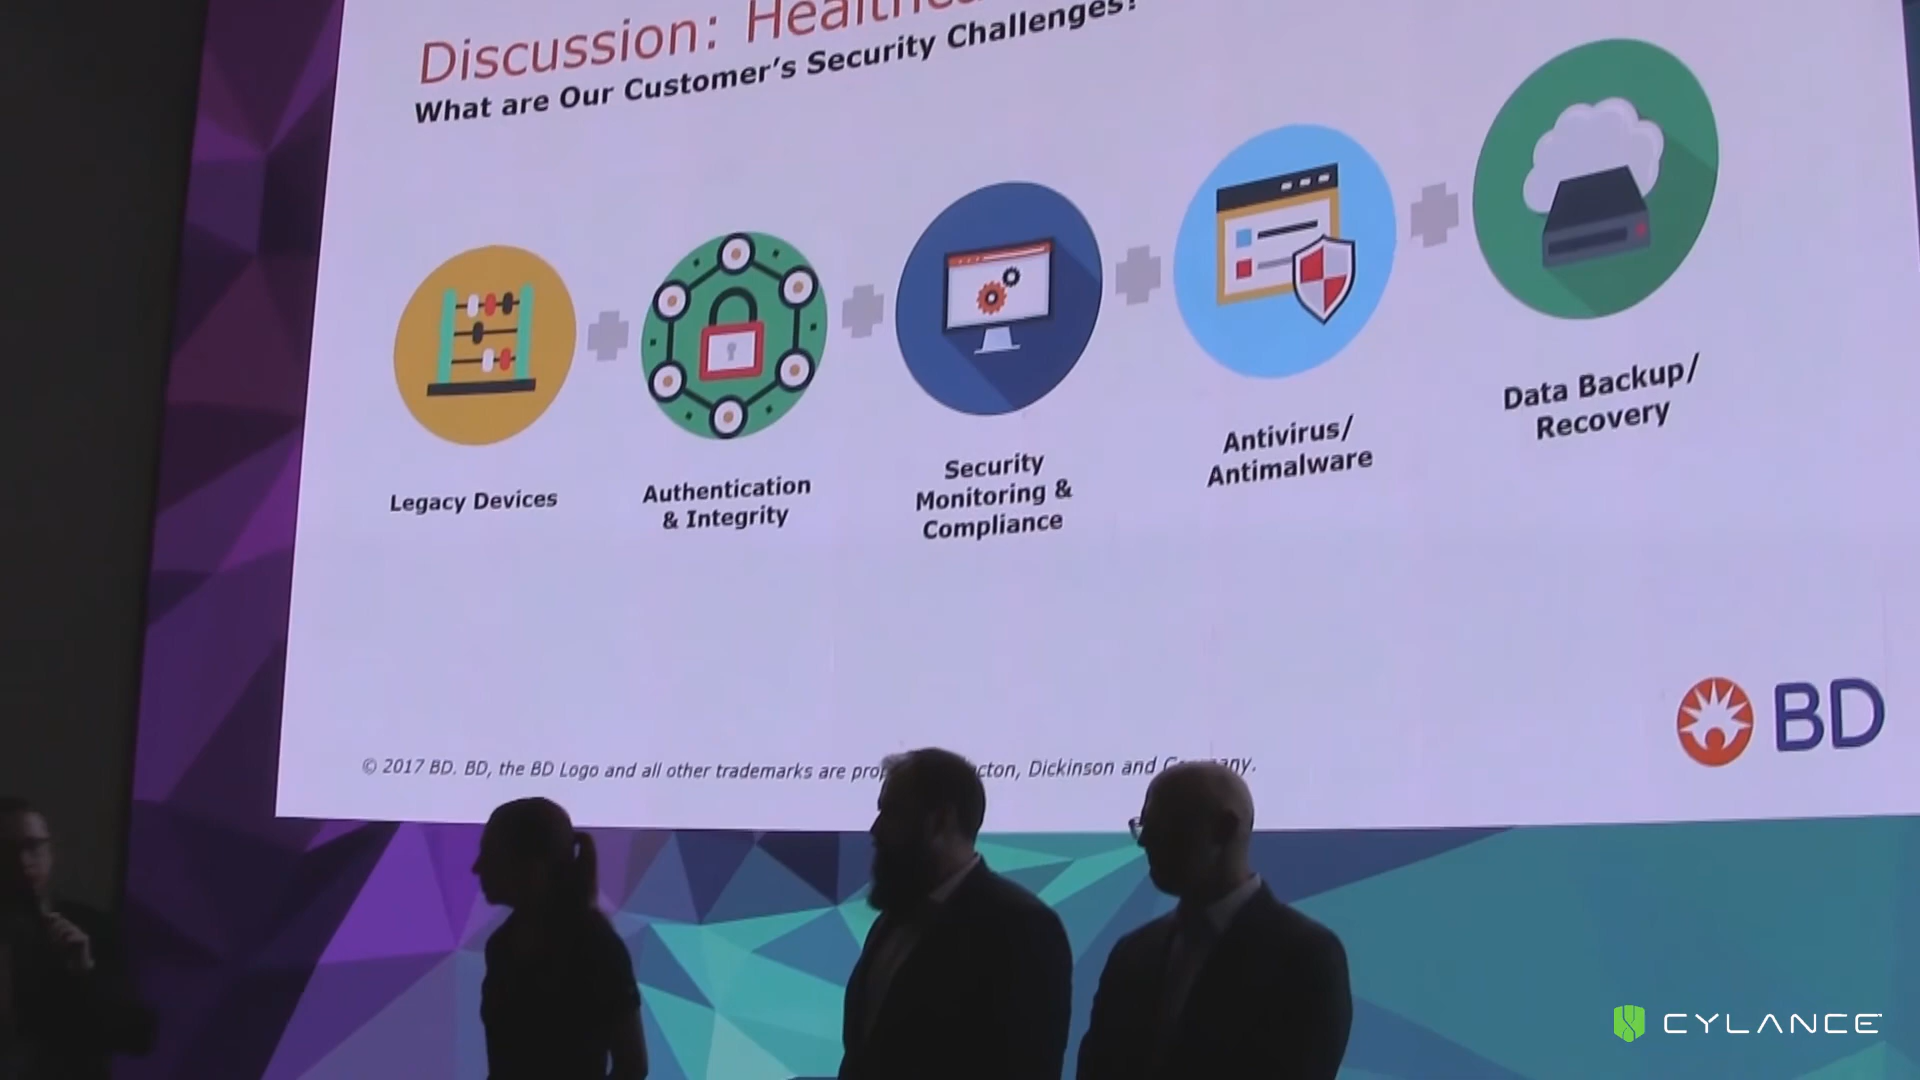 Discussion:
What are Our Customer's Security Challenges?
Legacy Devices
Authentication
& Integrity
Security
Monitoring &
Compliance
Antivirus/
Antimalware
Data Backup/
Recovery
BD
© 2017 BD. BD, the BD Logo and all other trademarks are Dickinson and
CYLANCE